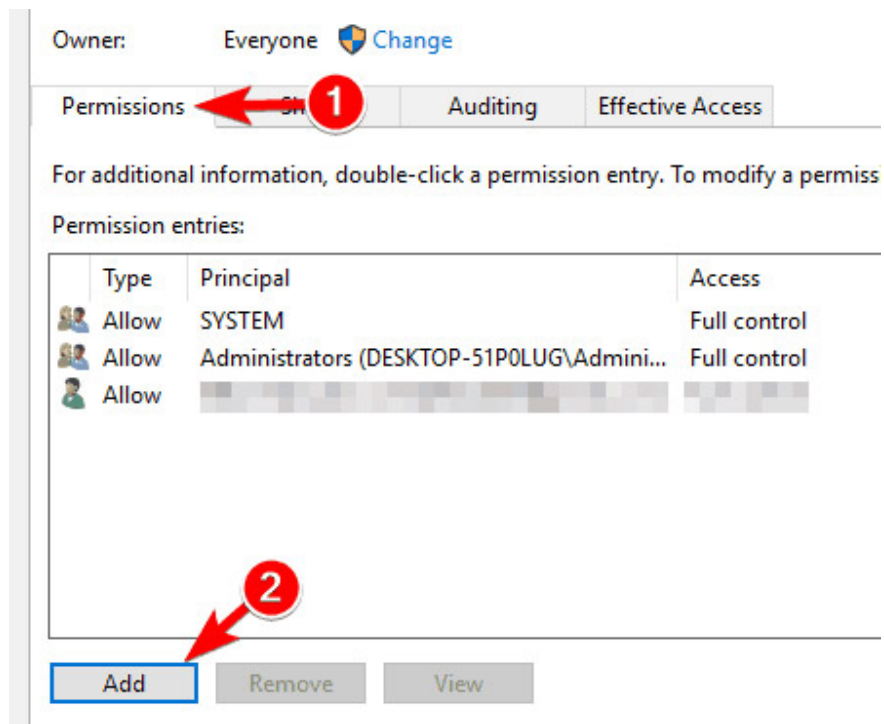 Owner: Everyone Change
Permissions 1 Sh Auditing Effective Access
For additional information, double-click a permission entry. To modify a permiss
Permission entries:
Type Principal Access
Allow SYSTEM Full control
Allow Administrators (DESKTOP-51P0LUG\Admini... Full control
Allow
2
Add Remove View